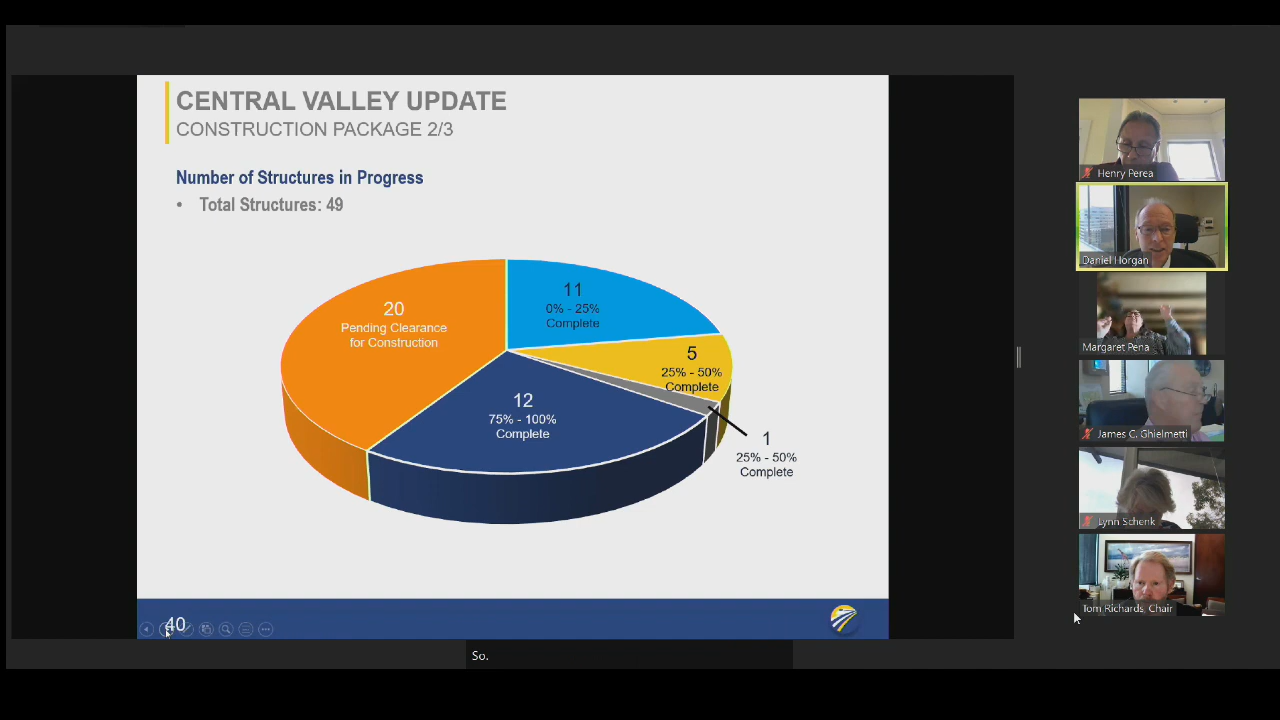 CENTRAL VALLEY UPDATE
CONSTRUCTION PACKAGE 2/3
Number of Structures in Progress
• Total Structures: 49
20
Pending Clearance
for Construction
11
0% - 25%
Complete
5
25% - 50%
Complete
12
75% - 100%
Complete
1
25% - 50%
Complete
40
So.
Henry Perea
Daniel Horgan
Margaret Pena
James C. Ghielmetti
Lynn Schenk
Tom Richards, Chair